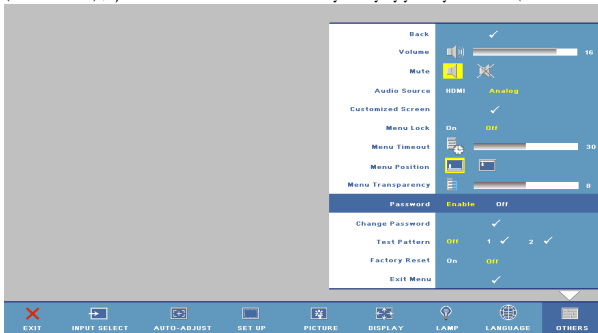 Back
Volume 16
Mute
Audio Source HDMI Analog
Customized Screen
Menu Lock On Off
Menu Timeout 30
Menu Position
Menu Transparency 0
Password Enable Off
Change Password
Test Pattern Off 1 2
Factory Reset On Off
Exit Menu
EXIT INPUT SELECT AUTO-ADJUST SET UP PICTURE DISPLAY LAMP LANGUAGE OTHERS